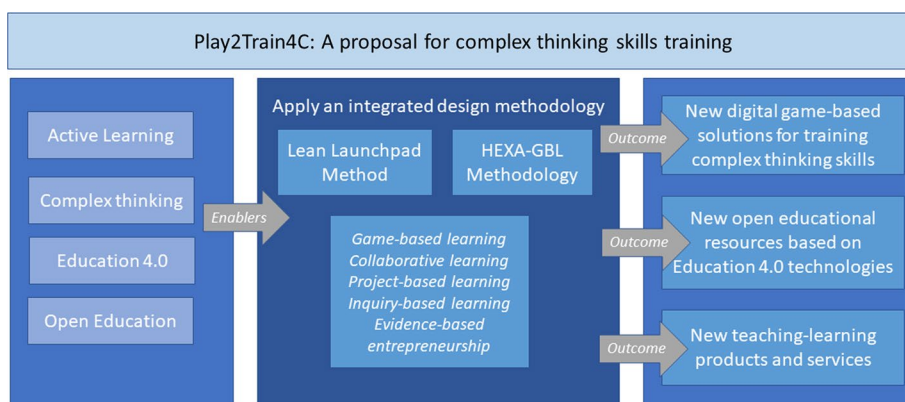 Play2Train4C: A proposal for complex thinking skills training
Active Learning
Complex thinking
Education 4.0
Open Education
Enablers
Apply an integrated design methodology
Lean Launchpad
Method
HEXA-GBL
Methodology
Game-based learning
Collaborative learning
Project-based learning
Inquiry-based learning
Evidence-based
entrepreneurship
Outcome
New digital game-based
solutions for training
complex thinking skills
Outcome
New open educational
resources based on
Education 4.0 technologies
Outcome
New teaching-learning
products and services